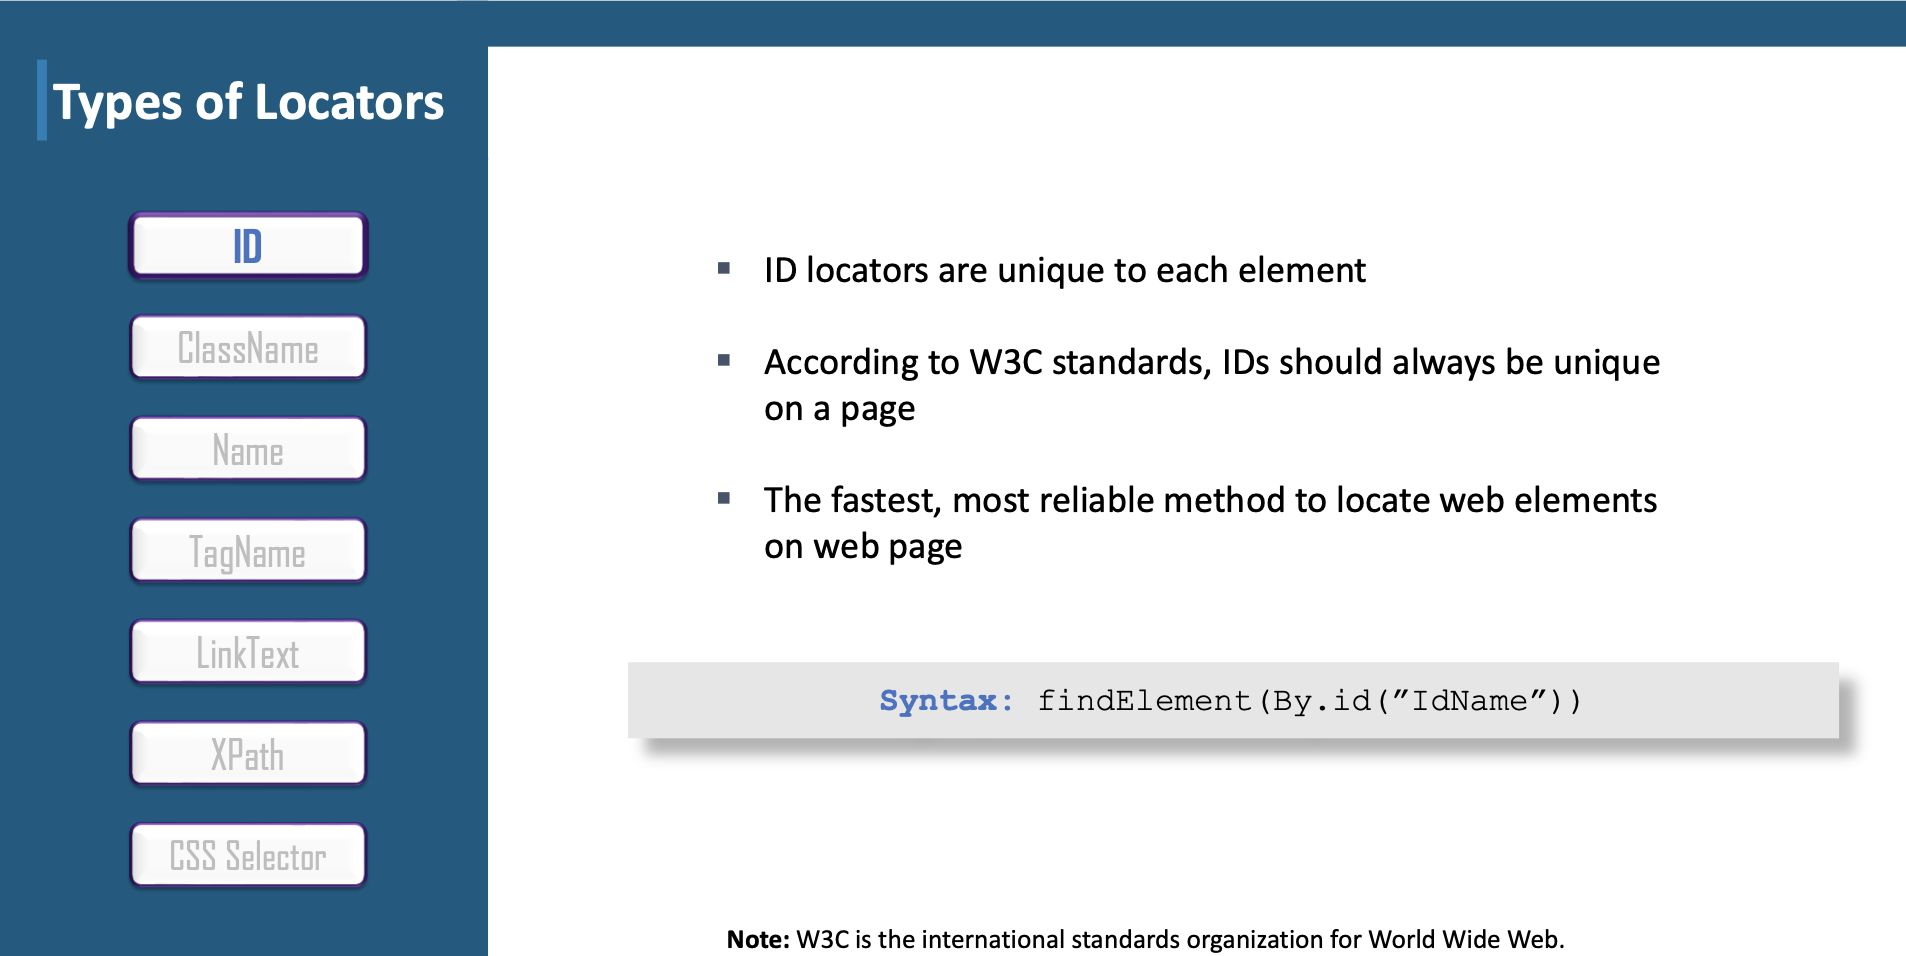 Types of Locators
ID
ClassName
Name
TagName
LinkText
XPath
CSS Selector
▪ ID locators are unique to each element
▪ According to W3C standards, IDs should always be unique
on a page
▪ The fastest, most reliable method to locate web elements
on web page
Syntax: findElement(By.id(”IdName”))
Note: W3C is the international standards organization for World Wide Web.